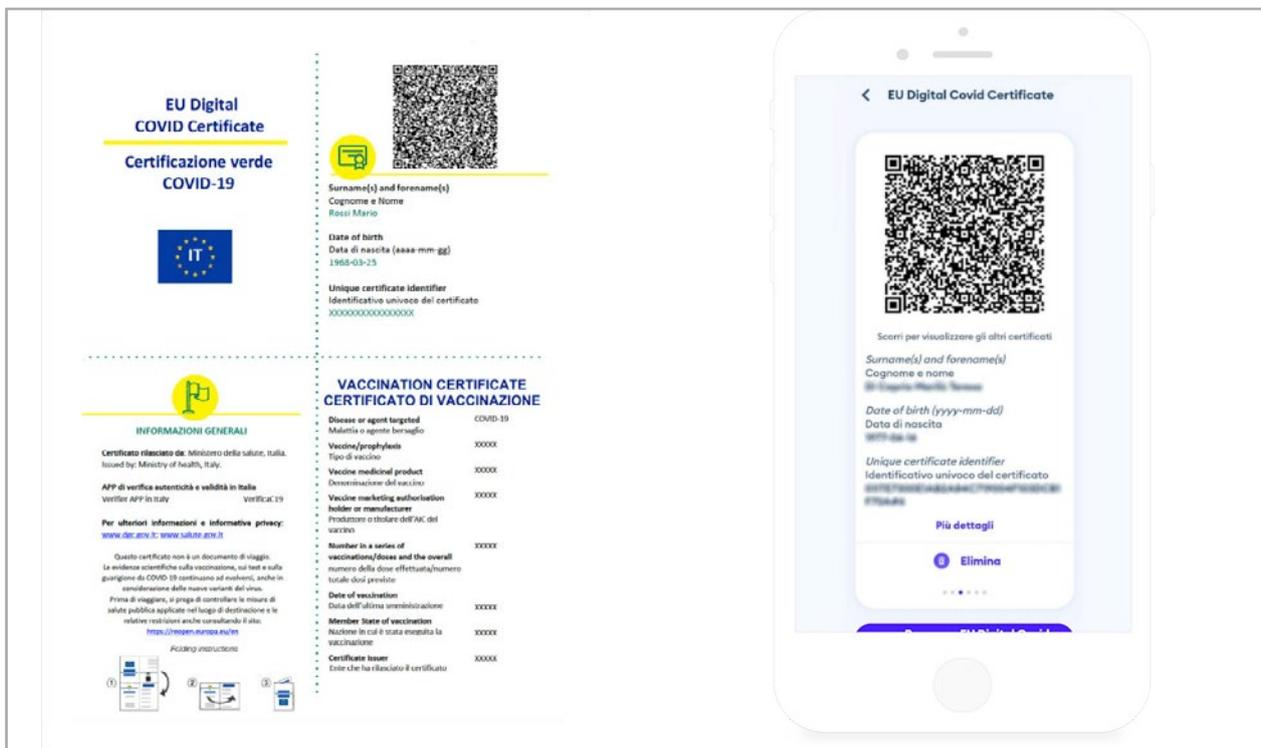 EU Digital
COVID Certificate
Certificazione verde
COVID-19
IT
Surname(s) and forename(s)
Cognome e Nome
Rossi Mario
Date of birth
Data di nascita (aaaa-mm-gg)
1968-03-25
Unique certificate identifier
Identificativo univoco del certificato
XXXXXXXXXXXXXXXX
INFORMAZIONI GENERALI
Certificato rilasciato da: Ministero della salute, Italia.
Issued by: Ministry of health, Italy.
APP di verifica autenticità e validità in Italia
Verifier APP in Italy VerificaC19
Per ulteriori informazioni e informativa privacy:
www.dgc.gov.it; www.salute.gov.it
Questo certificato non è un documento di viaggio.
Le evidenze scientifiche sulla vaccinazione, sui test e sulla
guarigione da COVID 19 continuano ad evolversi, anche in
considerazione delle nuove varianti del virus.
Prima di viaggiare, si prega di controllare le misure di
salute pubblica applicate nel luogo di destinazione e le
relative restrizioni anche consultando il sito:
https://reopen.europa.eu/en
Folding instructions
1
2
3
VACCINATION CERTIFICATE
CERTIFICATO DI VACCINAZIONE
Disease or agent targeted COVID-19
Malattia o agente bersaglio
Vaccine/prophylaxis XXXXX
Tipo di vaccino
Vaccine medicinal product XXXXX
Denominazione del vaccino
Vaccine marketing authorisation XXXXX
holder or manufacturer
Produttore o titolare dell'AIC del
vaccino
Number in a series of XXXXX
vaccinations/doses and the overall
numero della dose effettuata/numero
totale dosi previste
Date of vaccination
Data dell'ultima somministrazione XXXXX
Member State of vaccination
Nazione in cui è stata eseguita la XXXXX
vaccinazione
Certificate issuer XXXXX
Ente che ha rilasciato il certificato
EU Digital Covid Certificate
Scorri per visualizzare gli altri certificati
Surname(s) and forename(s)
Cognome e nome
Date of birth (yyyy-mm-dd)
Data di nascita
Unique certificate identifier
Identificativo univoco del certificato
Più dettagli
Elimina